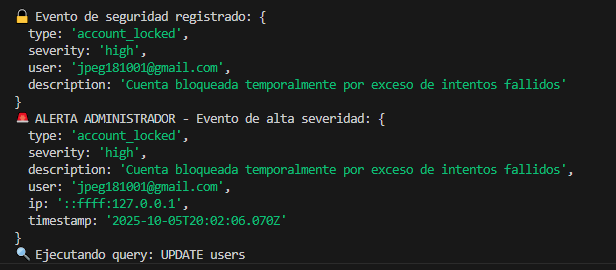 🔒 Evento de seguridad registrado: {
  type: 'account_locked',
  severity: 'high',
  user: 'jpeg181001@gmail.com',
  description: 'Cuenta bloqueada temporalmente por exceso de intentos fallidos'
}
🚨 ALERTA ADMINISTRADOR - Evento de alta severidad: {
  type: 'account_locked',
  severity: 'high',
  description: 'Cuenta bloqueada temporalmente por exceso de intentos fallidos',
  user: 'jpeg181001@gmail.com',
  ip: '::ffff:127.0.0.1',
  timestamp: '2025-10-05T20:02:06.070Z'
}
🔍 Ejecutando query: UPDATE users